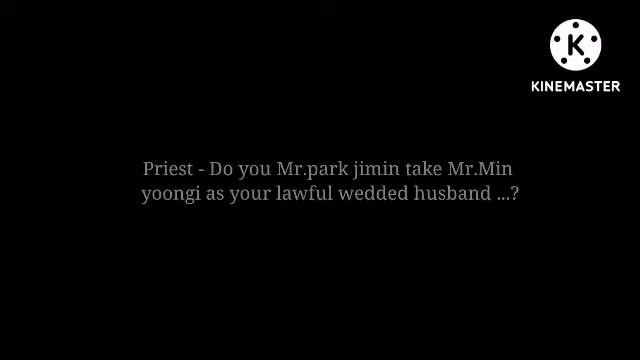 KINEMASTER
Priest - Do you Mr.park jimin take Mr.Min
yoongi as your lawful wedded husband ...?